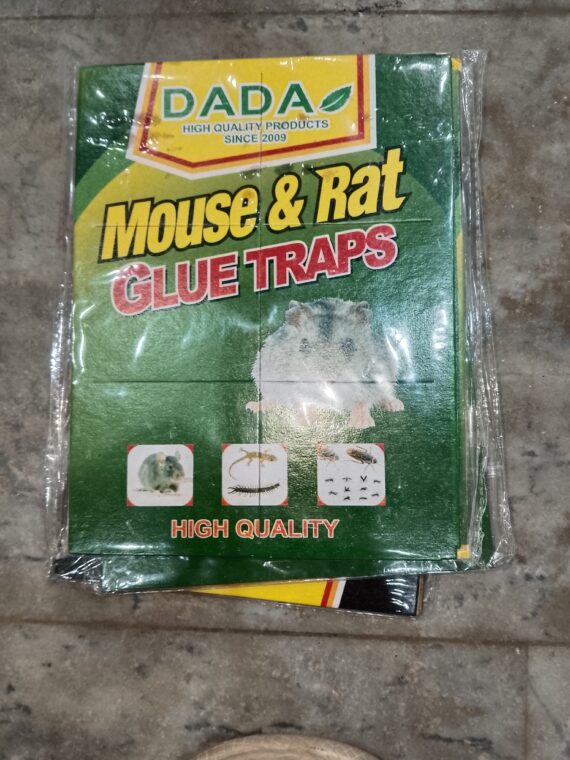 DADA
HIGH QUALITY PRODUCTS
SINCE 2009
Mouse & Rat
GLUE TRAPS
HIGH QUALITY